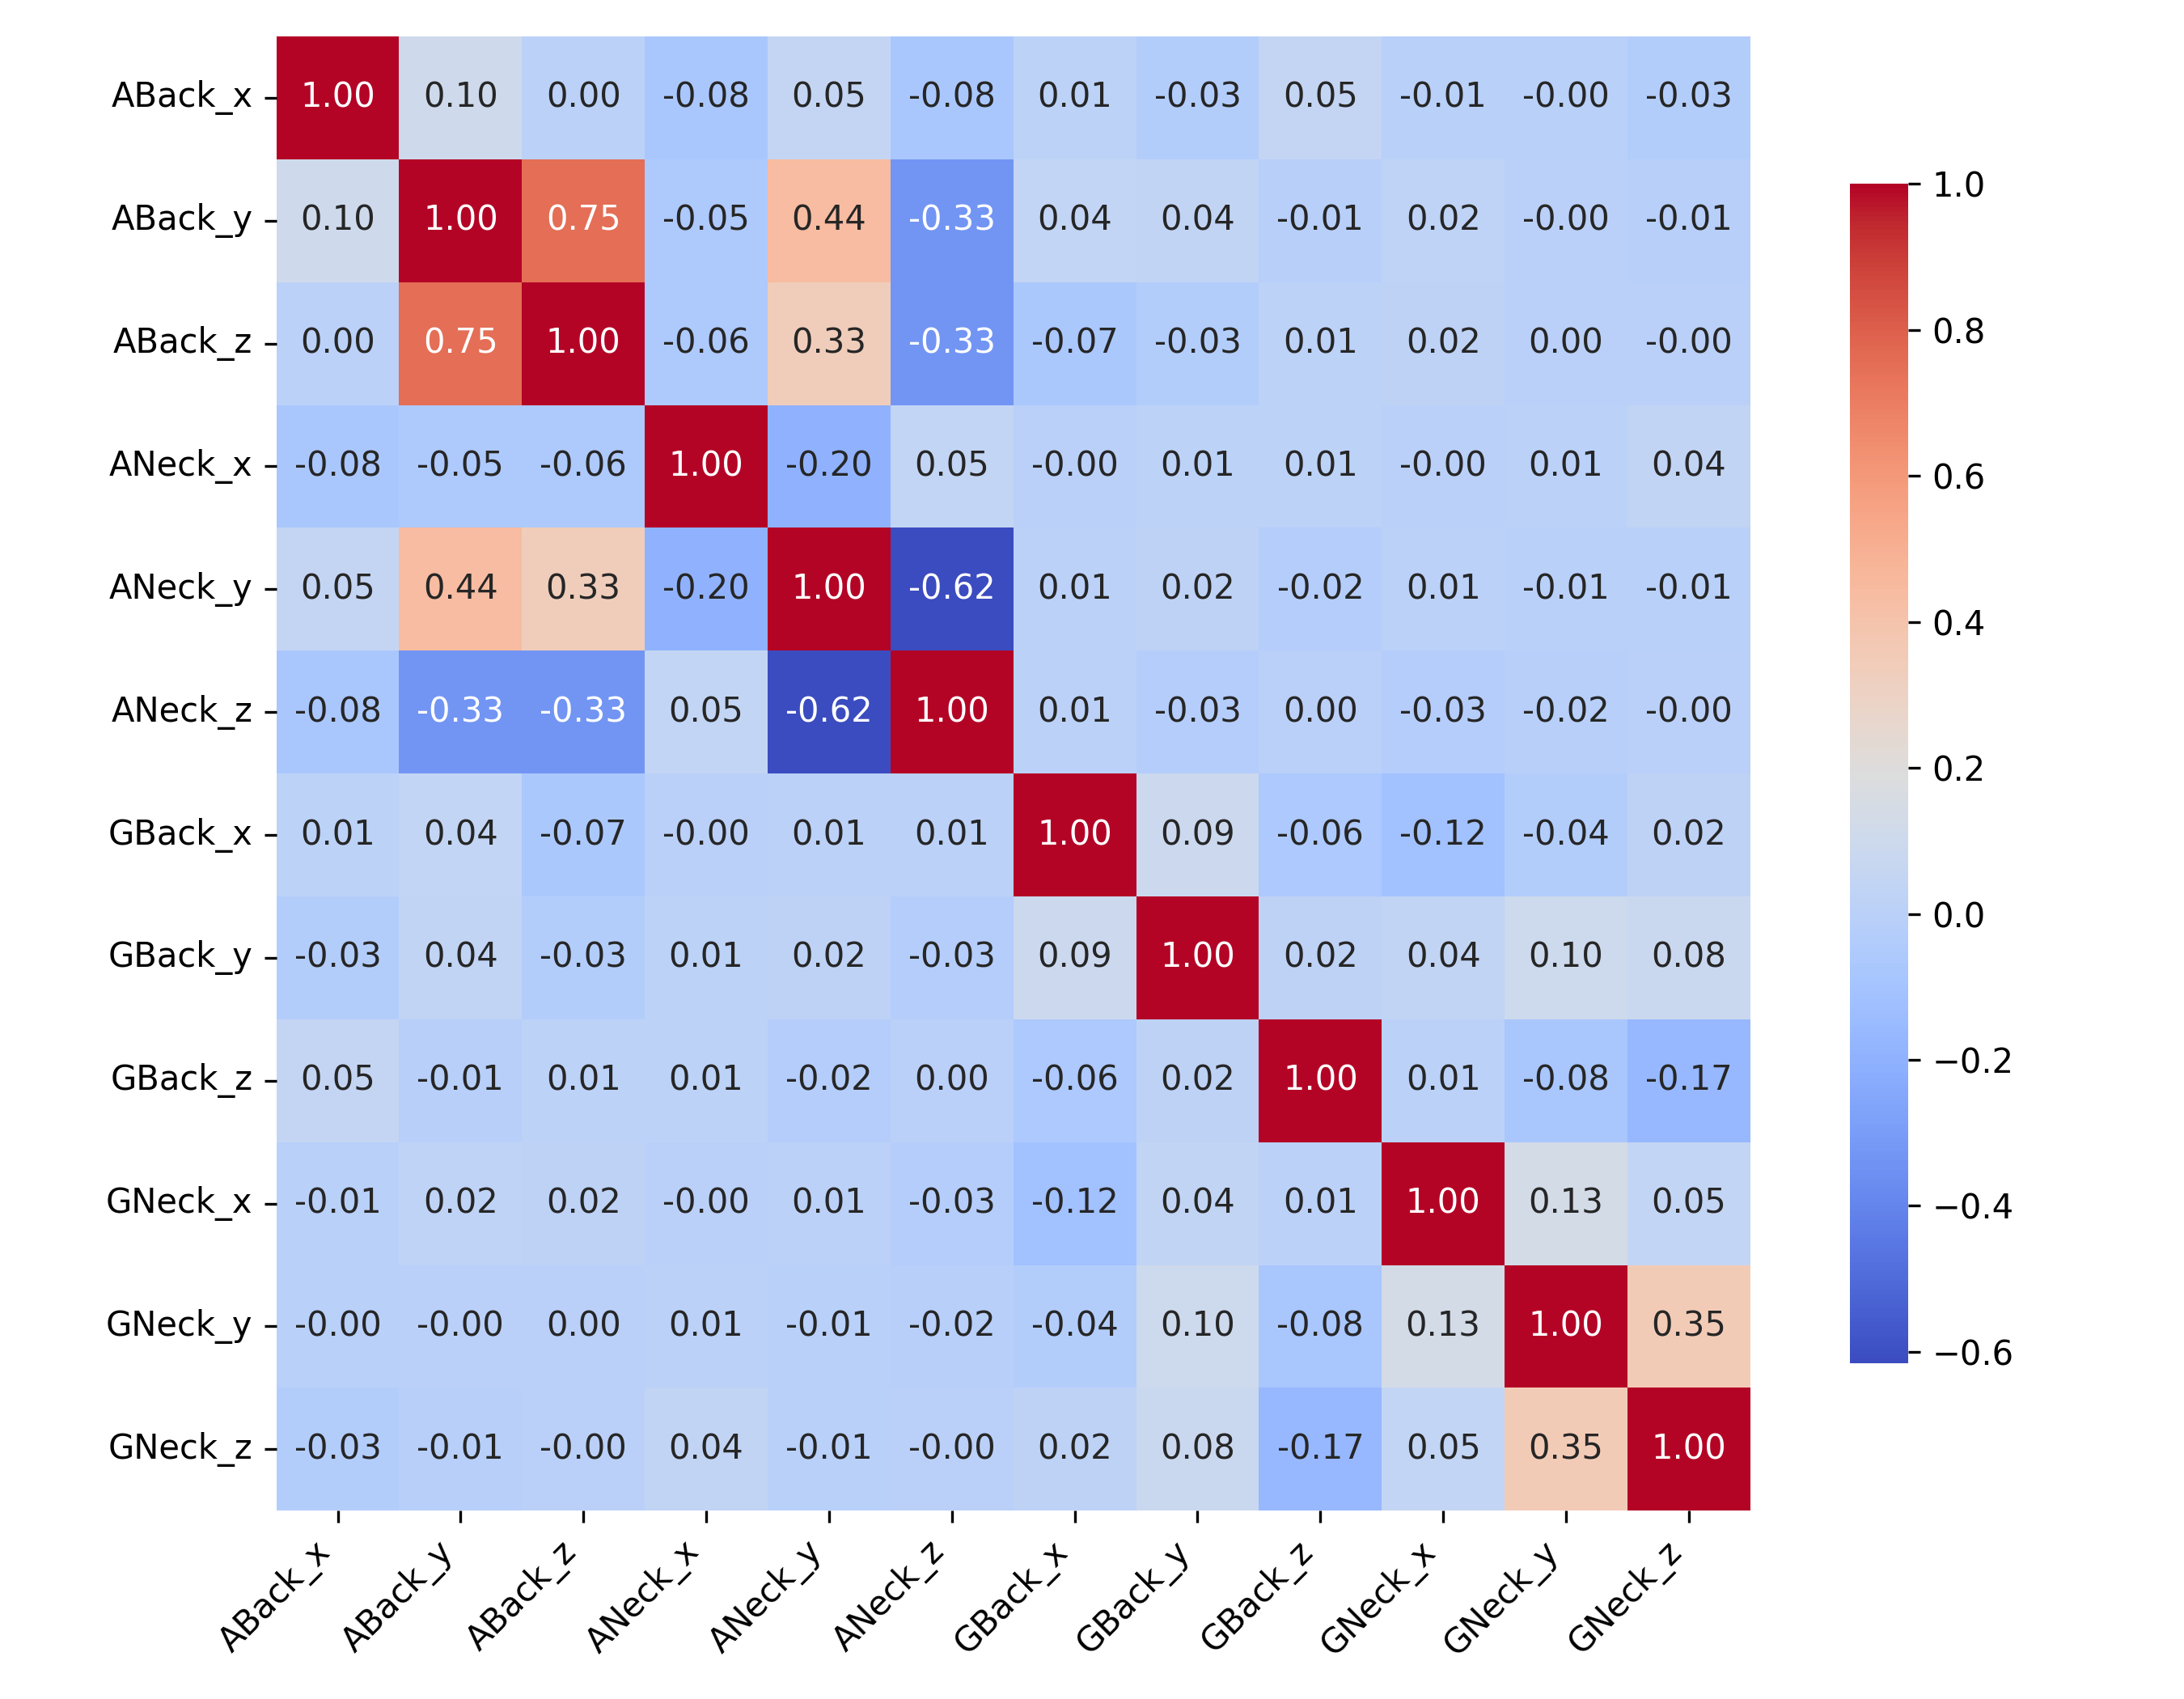 ABack_x 1.00 0.10 0.00 -0.08 0.05 -0.08 0.01 -0.03 0.05 -0.01 -0.00 -0.03
ABack_y 0.10 1.00 0.75 -0.05 0.44 -0.33 0.04 0.04 -0.01 0.02 -0.00 -0.01
ABack_z 0.00 0.75 1.00 -0.06 0.33 -0.33 -0.07 -0.03 0.01 0.02 0.00 -0.00
ANeck_x -0.08 -0.05 -0.06 1.00 -0.20 0.05 -0.00 0.01 0.01 -0.00 0.01 0.04
ANeck_y 0.05 0.44 0.33 -0.20 1.00 -0.62 0.01 0.02 -0.02 0.01 -0.01 -0.01
ANeck_z -0.08 -0.33 -0.33 0.05 -0.62 1.00 0.01 -0.03 0.00 -0.03 -0.02 -0.00
GBack_x 0.01 0.04 -0.07 -0.00 0.01 0.01 1.00 0.09 -0.06 -0.12 -0.04 0.02
GBack_y -0.03 0.04 -0.03 0.01 0.02 -0.03 0.09 1.00 0.02 0.04 0.10 0.08
GBack_z 0.05 -0.01 0.01 0.01 -0.02 0.00 -0.06 0.02 1.00 0.01 -0.08 -0.17
GNeck_x -0.01 0.02 0.02 -0.00 0.01 -0.03 -0.12 0.04 0.01 1.00 0.13 0.05
GNeck_y -0.00 -0.00 0.00 0.01 -0.01 -0.02 -0.04 0.10 -0.08 0.13 1.00 0.35
GNeck_z -0.03 -0.01 -0.00 0.04 -0.01 -0.00 0.02 0.08 -0.17 0.05 0.35 1.00
ABack_x ABack_y ABack_z ANeck_x ANeck_y ANeck_z GBack_x GBack_y GBack_z GNeck_x GNeck_y GNeck_z
1.0
0.8
0.6
0.4
0.2
0.0
−0.2
−0.4
−0.6